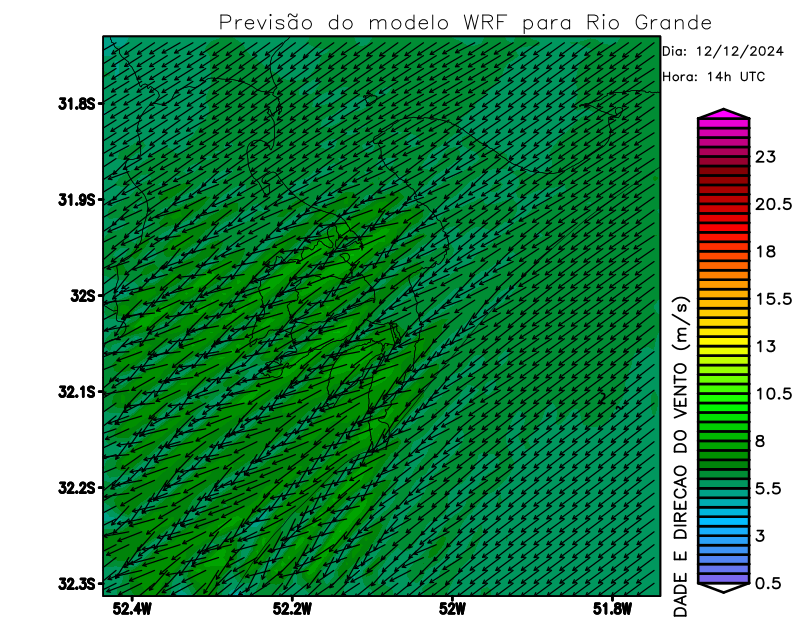 Previsão do modelo WRF para Rio Grande
Dia: 12/12/2024
Hora: 14h UTC
31.8S
31.9S
32S
32.1S
32.2S
32.3S
52.4W
52.2W
52W
51.8W
23
20.5
18
15.5
13
10.5
8
5.5
3
0.5
DADE E DIRECAO DO VENTO (m/s)